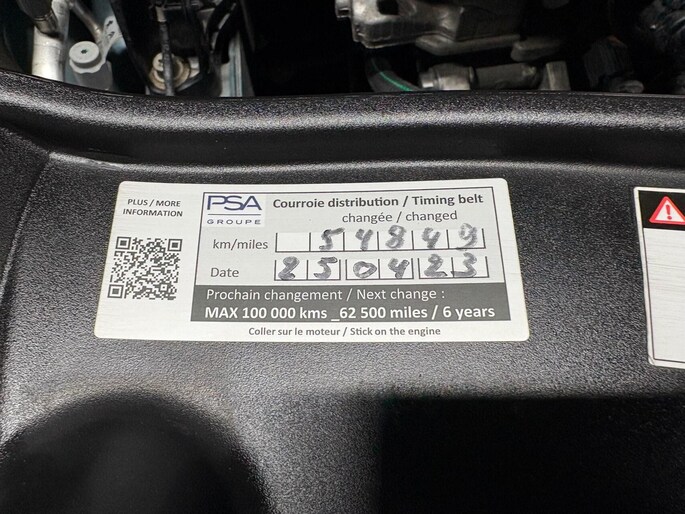 PLUS / MORE
INFORMATION
PSA
GROUPE
Courroie distribution / Timing belt
changée / changed
km/miles 54849
Date 250423
Prochain changement / Next change :
MAX 100 000 kms _62 500 miles / 6 years
Coller sur le moteur / Stick on the engine